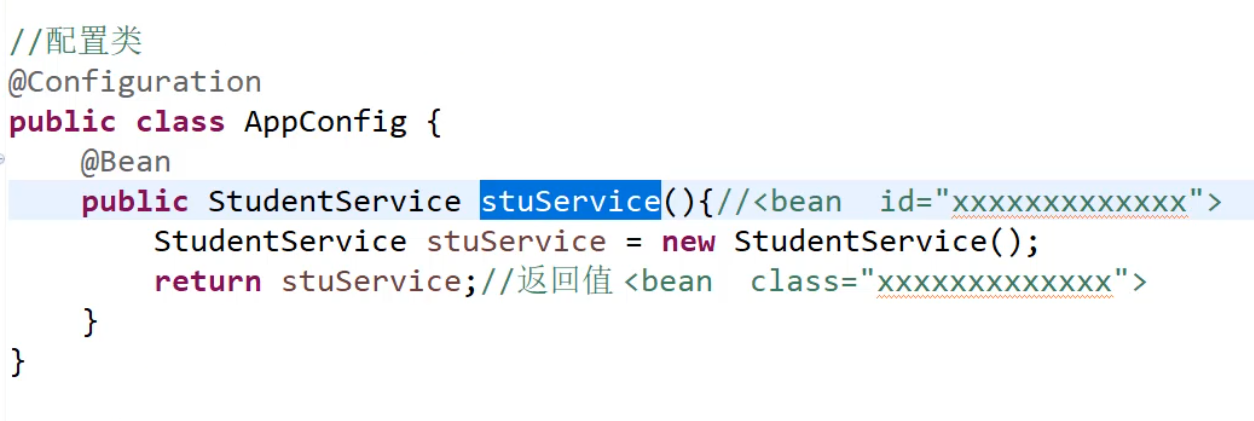 //配置类
@Configuration
public class AppConfig {
@Bean
public StudentService stuService(){//<bean  id="xxxxxxxxxxxxx">
StudentService stuService = new StudentService();
return stuService;//返回值 <bean  class="xxxxxxxxxxxxx">
}
}